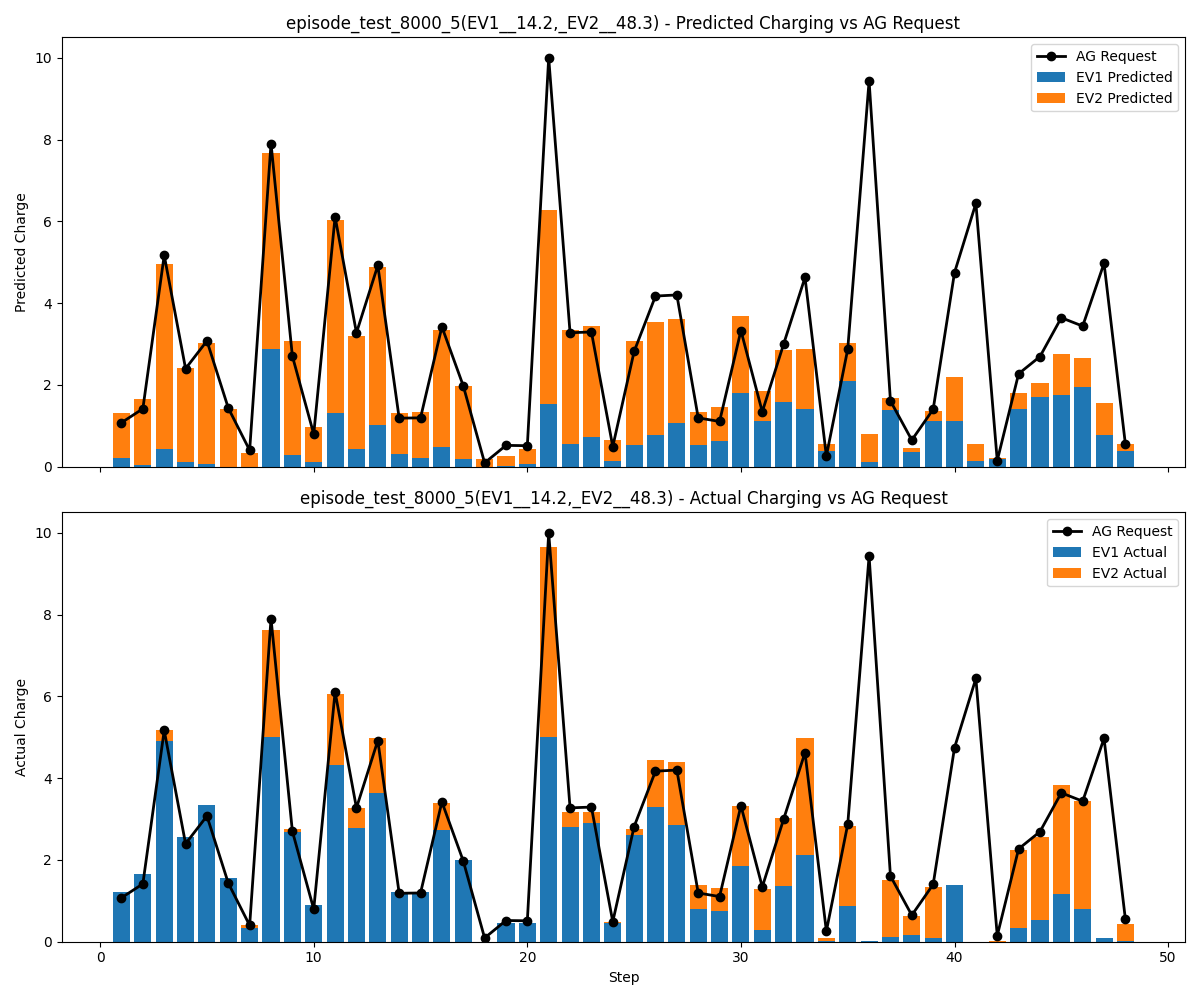 episode_test_8000_5(EV1__14.2,_EV2__48.3) - Predicted Charging vs AG Request
10
8
6
4
2
0
Predicted Charge
AG Request
EV1 Predicted
EV2 Predicted
episode_test_8000_5(EV1__14.2,_EV2__48.3) - Actual Charging vs AG Request
10
8
6
4
2
0
Actual Charge
AG Request
EV1 Actual
EV2 Actual
0 10 20 30 40 50
Step